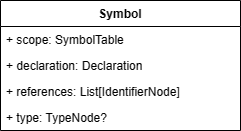 Symbol
+ scope: SymbolTable
+ declaration: Declaration
+ references: List[IdentifierNode]
+ type: TypeNode?